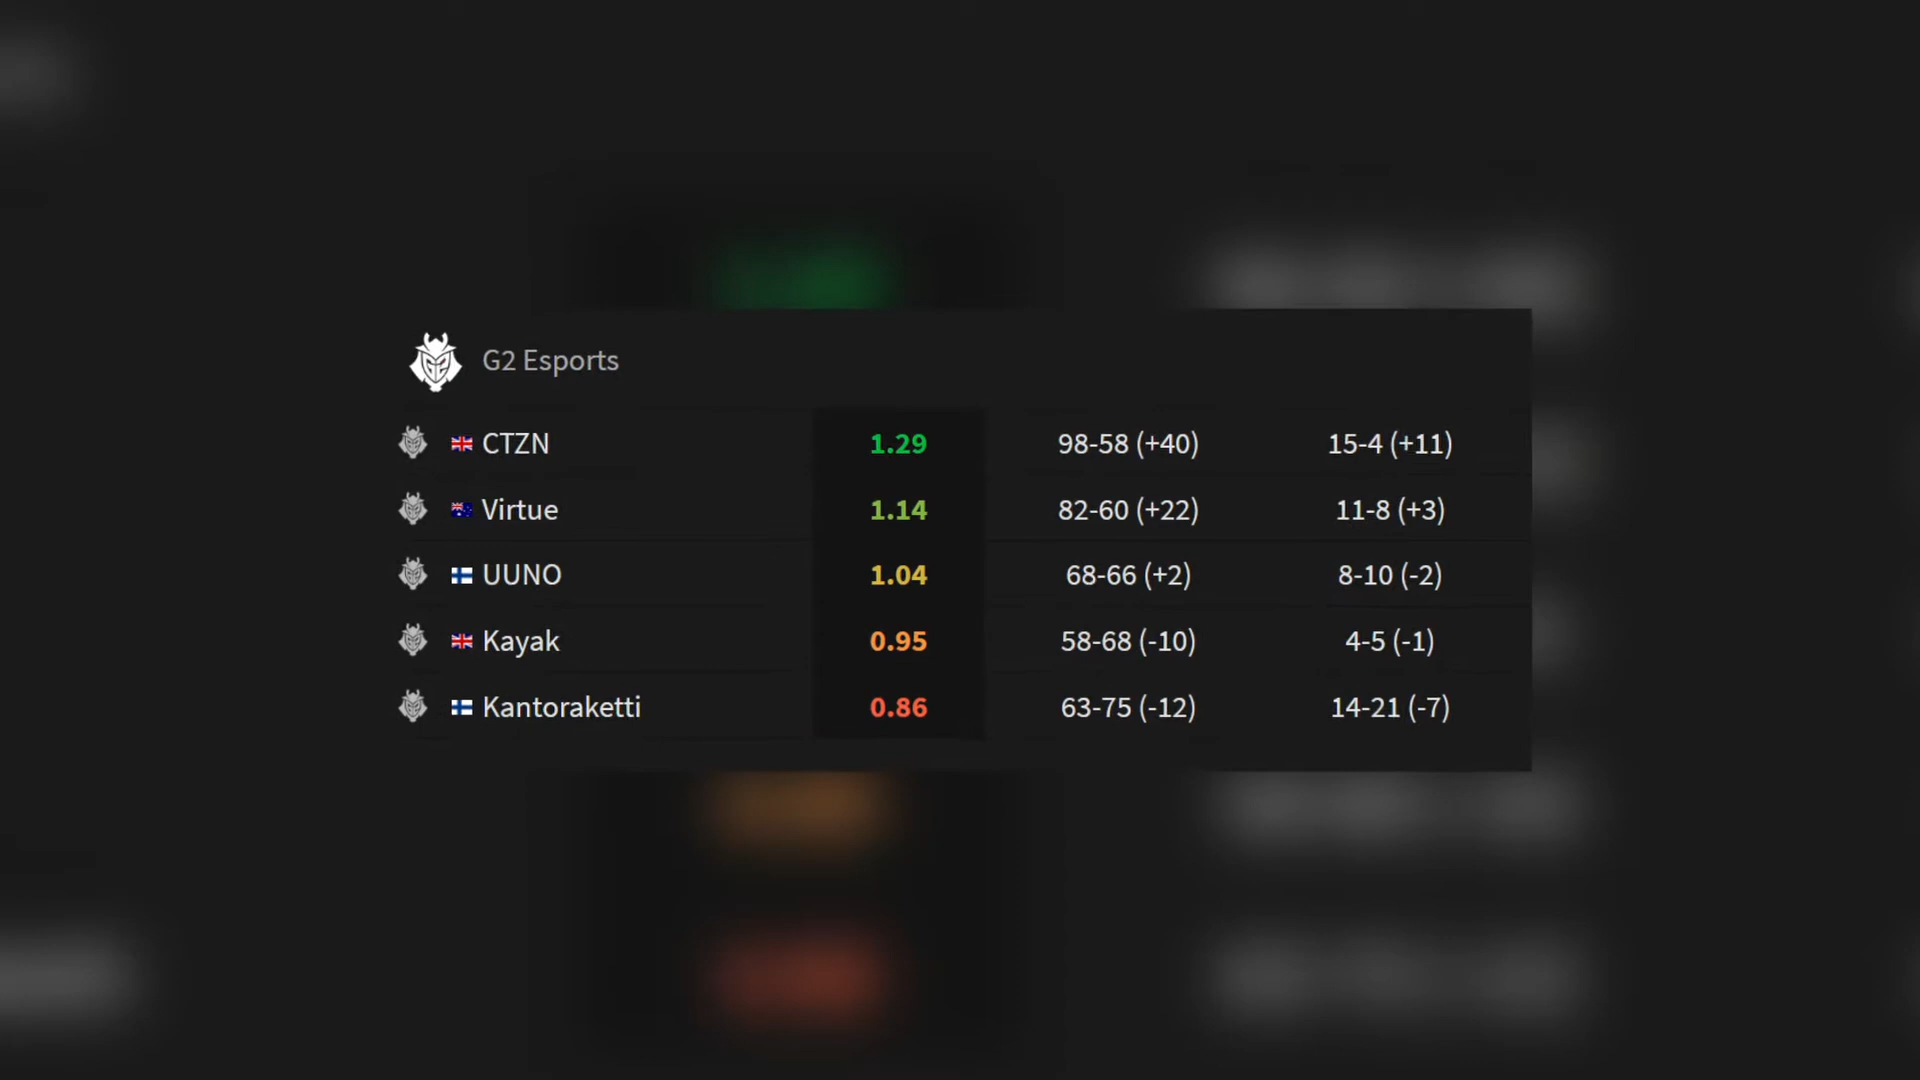 G2 Esports
CTZN 1.29 98-58 (+40) 15-4 (+11)
Virtue 1.14 82-60 (+22) 11-8 (+3)
UUNO 1.04 68-66 (+2) 8-10 (-2)
Kayak 0.95 58-68 (-10) 4-5 (-1)
Kantoraketti 0.86 63-75 (-12) 14-21 (-7)